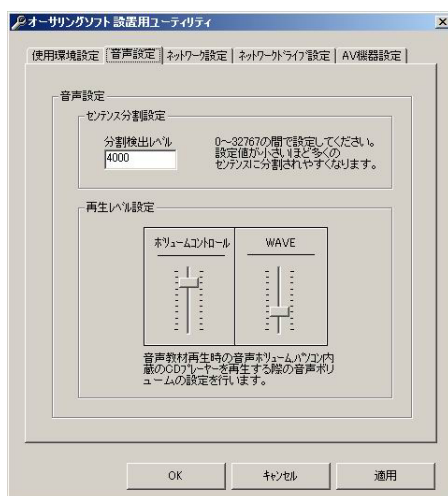 オーサリングソフト 設置用ユーティリティ
使用環境設定 音声設定 ネットワーク設定 ネットワークドライブ設定 AV機器設定
音声設定
センテンス分割設定
分割検出レベル
4000
0～32767の間で設定してください。
設定値が小さいほど多くの
センテンスに分割されやすくなります。
再生レベル設定
ボリュームコントロール WAVE
音声教材再生時の音声ボリュームパソコン内
蔵のCDプレーヤーを再生する際の音声ボリ
ュームの設定を行います。
OK キャンセル 適用